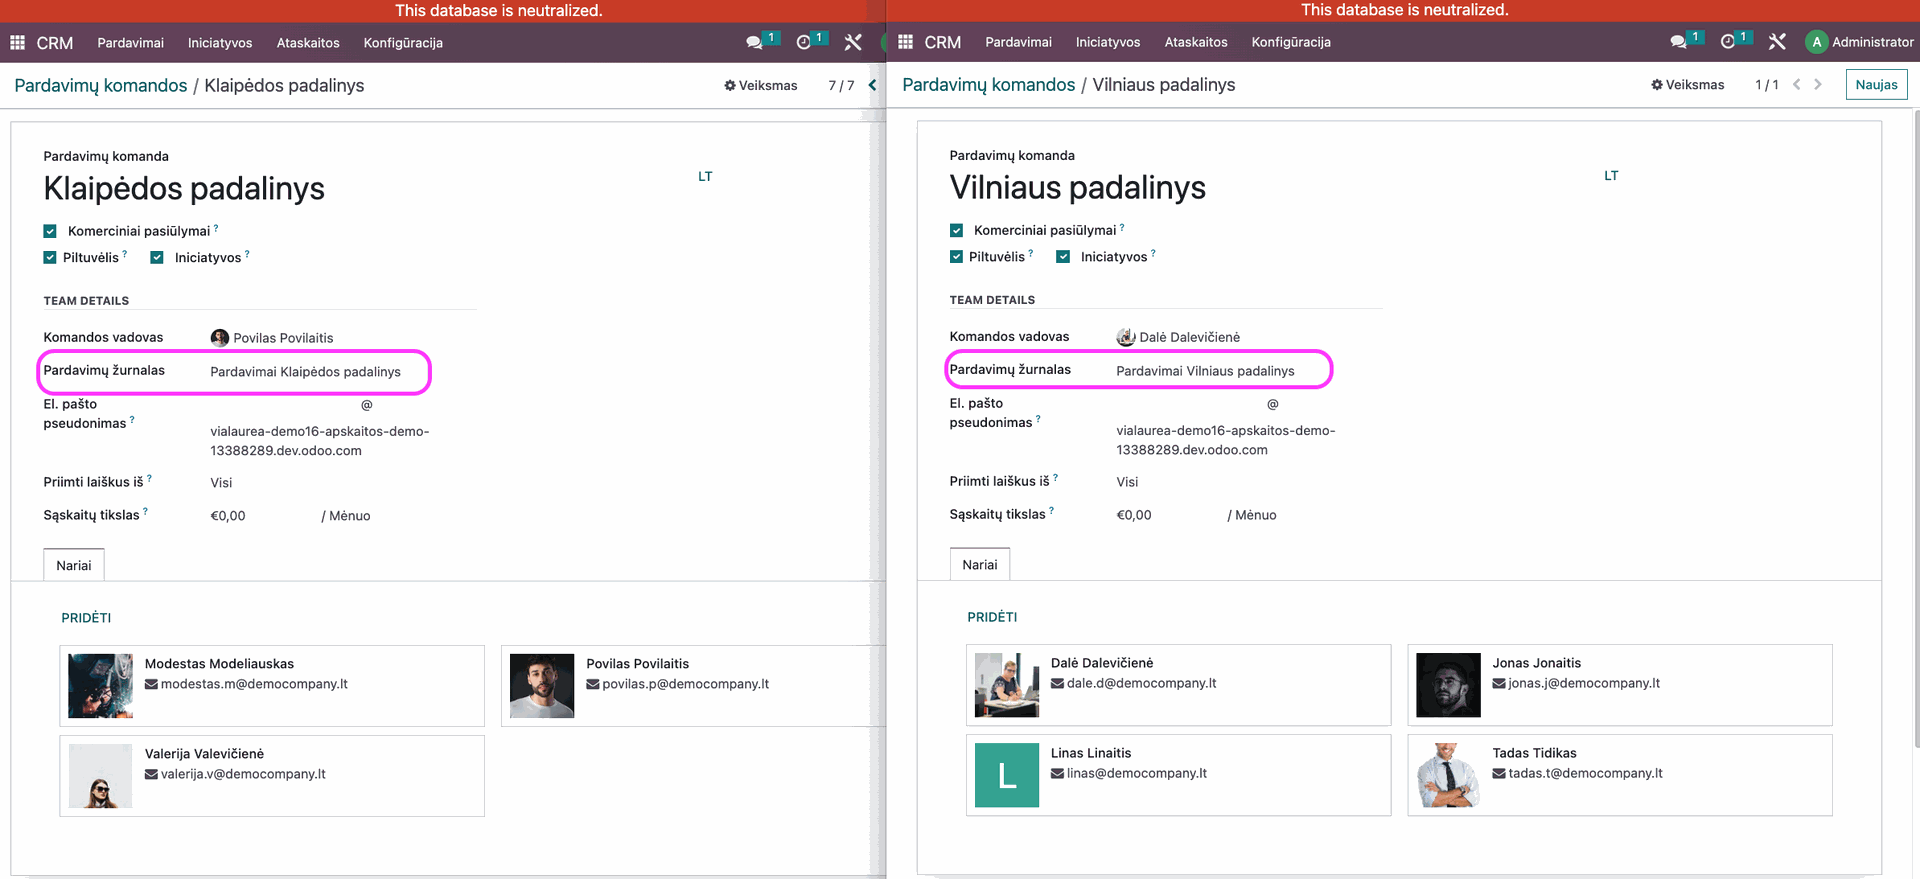 This database is neutralized.
CRM Pardavimai Iniciatyvos Ataskaitos Konfigūracija 1 1
Pardavimų komandos / Klaipėdos padalinys Veiksmas 7 / 7
Pardavimų komanda
Klaipėdos padalinys LT
Komerciniai pasiūlymai ?
Piltuvėlis ? Iniciatyvos ?
TEAM DETAILS
Komandos vadovas Povilas Povilaitis
Pardavimų žurnalas Pardavimai Klaipėdos padalinys
El. pašto pseudonimas ? @
vialaurea-demo16-apskaitos-demo-
13388289.dev.odoo.com
Priimti laiškus iš ? Visi
Sąskaitų tikslas ? €0,00 / Mėnuo
Nariai
PRIDĖTI
Modestas Modeliauskas
modestas.m@democompany.lt
Povilas Povilaitis
povilas.p@democompany.lt
Valerija Valevičienė
valerija.v@democompany.lt
This database is neutralized.
CRM Pardavimai Iniciatyvos Ataskaitos Konfigūracija 1 1 A Administrator
Pardavimų komandos / Vilniaus padalinys Veiksmas 1 / 1 Naujas
Pardavimų komanda
Vilniaus padalinys LT
Komerciniai pasiūlymai ?
Piltuvėlis ? Iniciatyvos ?
TEAM DETAILS
Komandos vadovas Dalė Dalevičienė
Pardavimų žurnalas Pardavimai Vilniaus padalinys
El. pašto pseudonimas ? @
vialaurea-demo16-apskaitos-demo-
13388289.dev.odoo.com
Priimti laiškus iš ? Visi
Sąskaitų tikslas ? €0,00 / Mėnuo
Nariai
PRIDĖTI
Dalė Dalevičienė
dale.d@democompany.lt
Jonas Jonaitis
jonas.j@democompany.lt
L
Linas Linaitis
linas@democompany.lt
Tadas Tidikas
tadas.t@democompany.lt